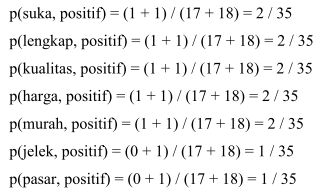 p(suka, positif) = (1 + 1) / (17 + 18) = 2 / 35
p(lengkap, positif) = (1 + 1) / (17 + 18) = 2 / 35
p(kualitas, positif) = (1 + 1) / (17 + 18) = 2 / 35
p(harga, positif) = (1 + 1) / (17 + 18) = 2 / 35
p(murah, positif) = (1 + 1) / (17 + 18) = 2 / 35
p(jelek, positif) = (0 + 1) / (17 + 18) = 1 / 35
p(pasar, positif) = (0 + 1) / (17 + 18) = 1 / 35